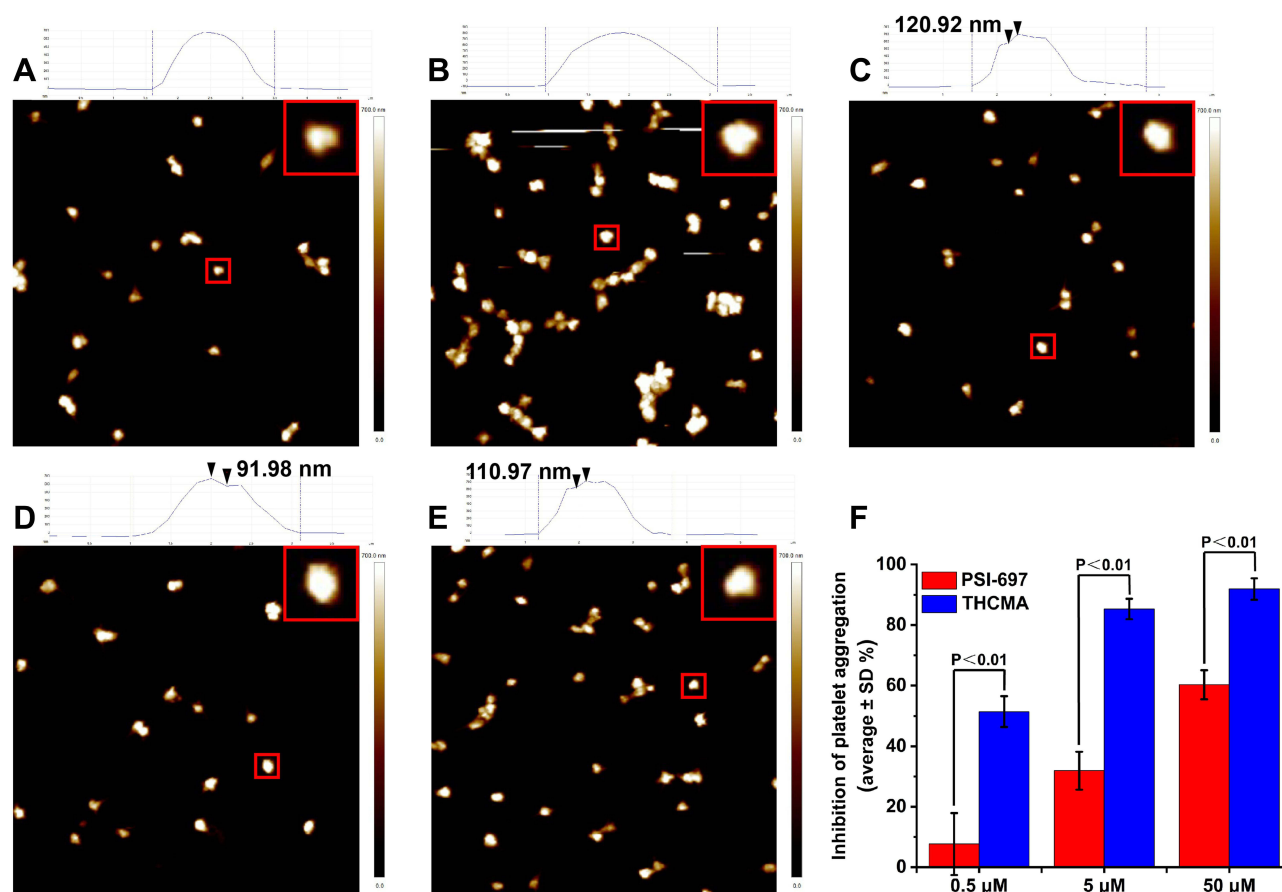 120.92 nm
A
B
C
700.0 nm
700.0 nm
700.0 nm
0.0
0.0
0.0
91.98 nm
110.97 nm
D
E
F
700.0 nm
700.0 nm
0.0
0.0
Inhibition of platelet aggregation
(average ± SD %)
100
80
60
40
20
0
PSI-697
THCMA
P<0.01
P<0.01
P<0.01
0.5 μM
5 μM
50 μM